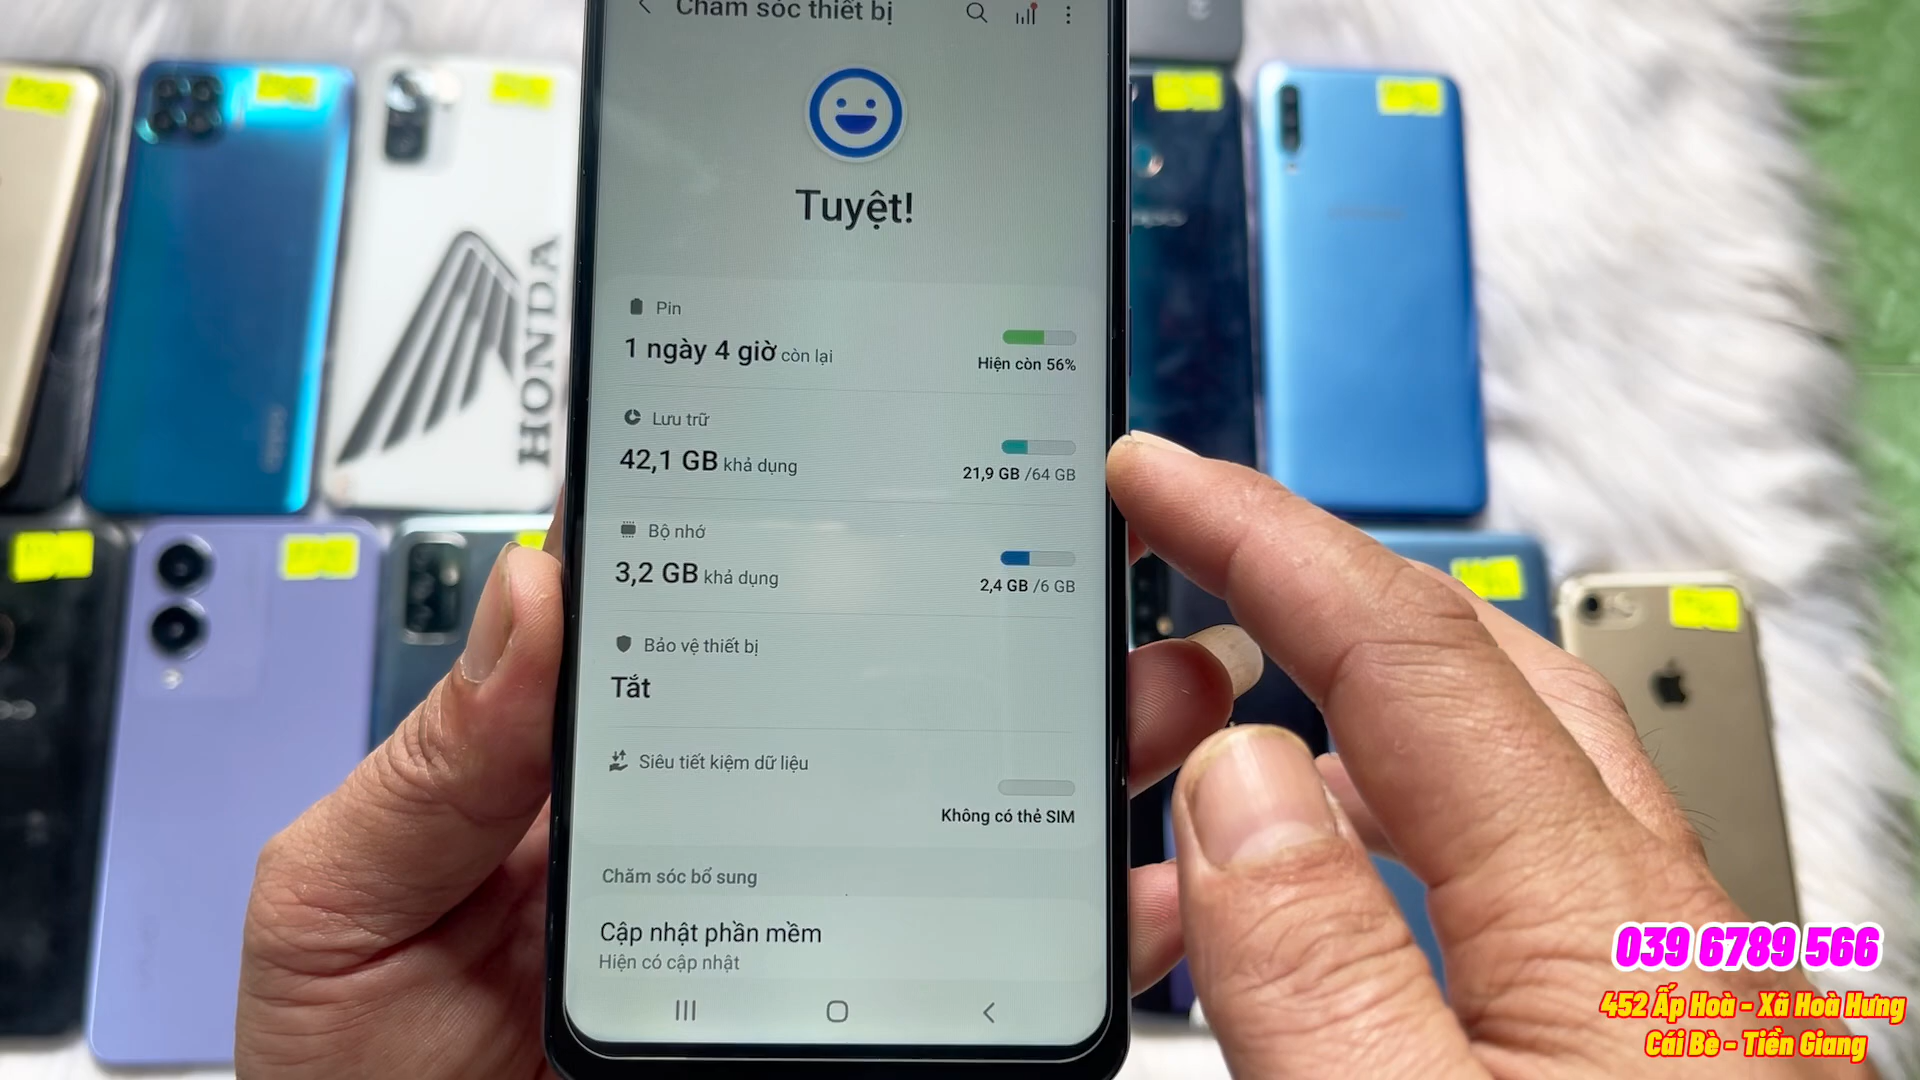 Chăm sóc thiết bị
Tuyệt!
Pin
1 ngày 4 giờ còn lại
Hiện còn 56%
Lưu trữ
42,1 GB khả dụng
21,9 GB /64 GB
Bộ nhớ
3,2 GB khả dụng
2,4 GB /6 GB
Bảo vệ thiết bị
Tắt
Siêu tiết kiệm dữ liệu
Không có thẻ SIM
Chăm sóc bổ sung
Cập nhật phần mềm
Hiện có cập nhật
HONDA
039 6789 566
452 Ấp Hoà - Xã Hoà Hưng
Cái Bè - Tiền Giang